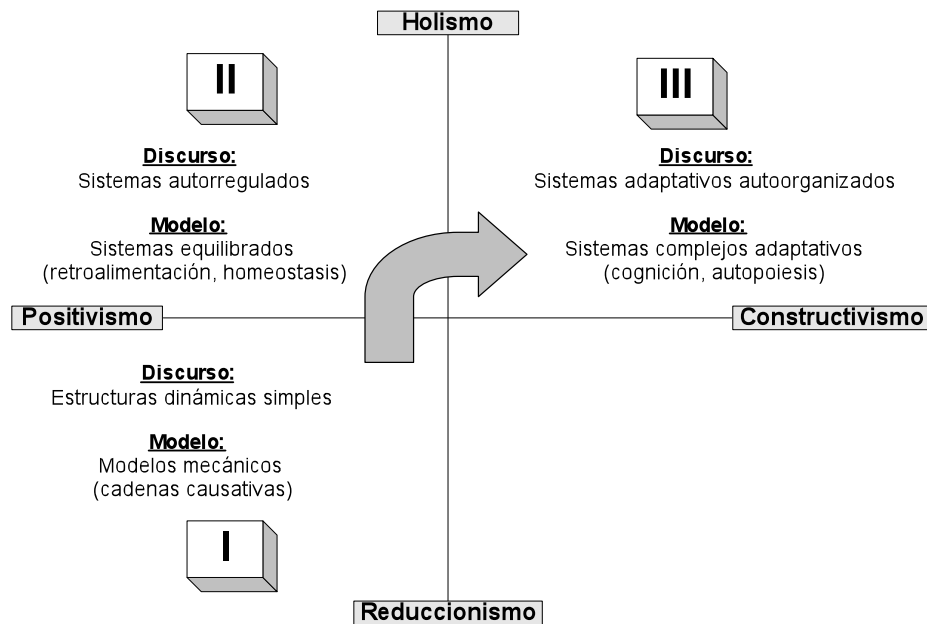 Holismo
II
Discurso:
Sistemas autorregulados
Modelo:
Sistemas equilibrados
(retroalimentación, homeostasis)
III
Discurso:
Sistemas adaptativos autoorganizados
Modelo:
Sistemas complejos adaptativos
(cognición, autopoiesis)
Positivismo
Constructivismo
Discurso:
Estructuras dinámicas simples
Modelo:
Modelos mecánicos
(cadenas causativas)
I
Reduccionismo